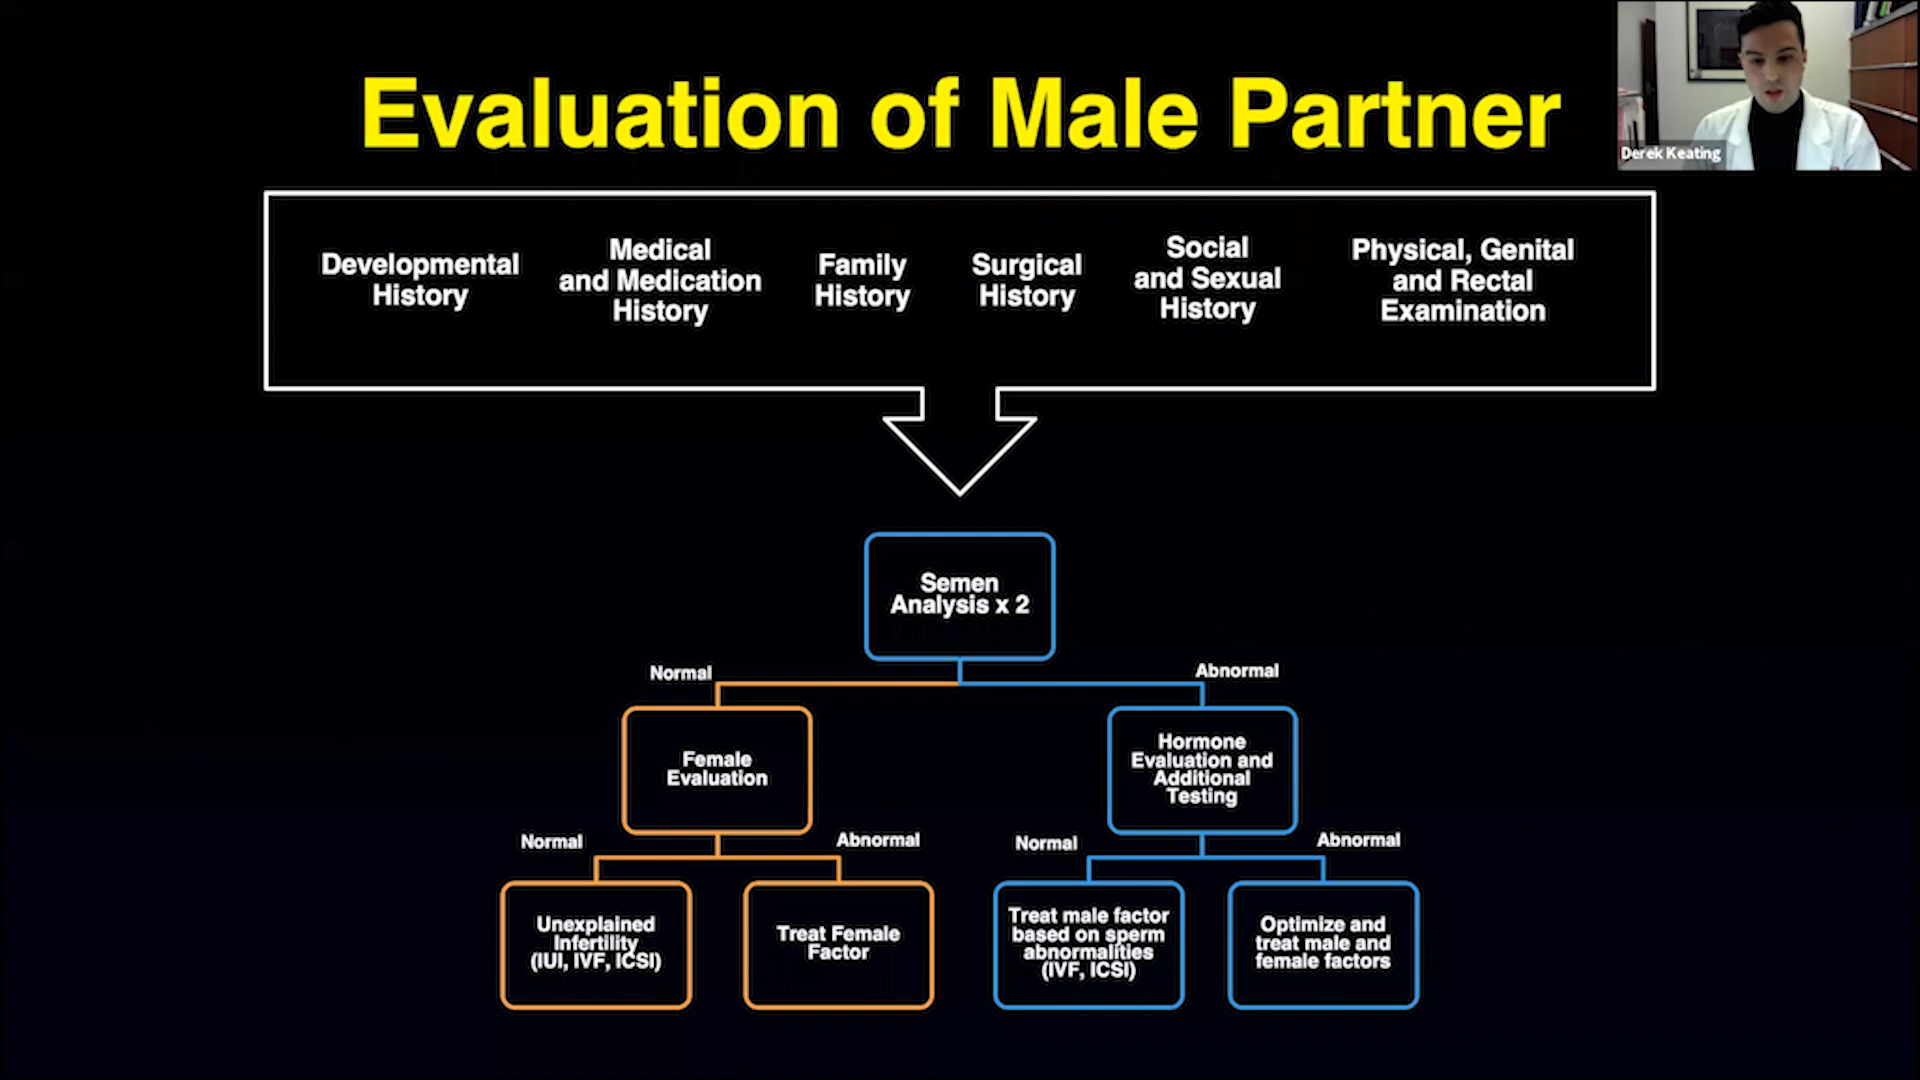 Evaluation of Male Partner
Derek Keating
Developmental
History
Medical
and Medication
History
Family
History
Surgical
History
Social
and Sexual
History
Physical, Genital
and Rectal
Examination
Semen
Analysis x 2
Normal
Abnormal
Female
Evaluation
Hormone
Evaluation and
Additional
Testing
Normal
Abnormal
Normal
Abnormal
Unexplained
Infertility
(IUI, IVF, ICSI)
Treat Female
Factor
Treat male factor
based on sperm
abnormalities
(IVF, ICSI)
Optimize and
treat male and
female factors